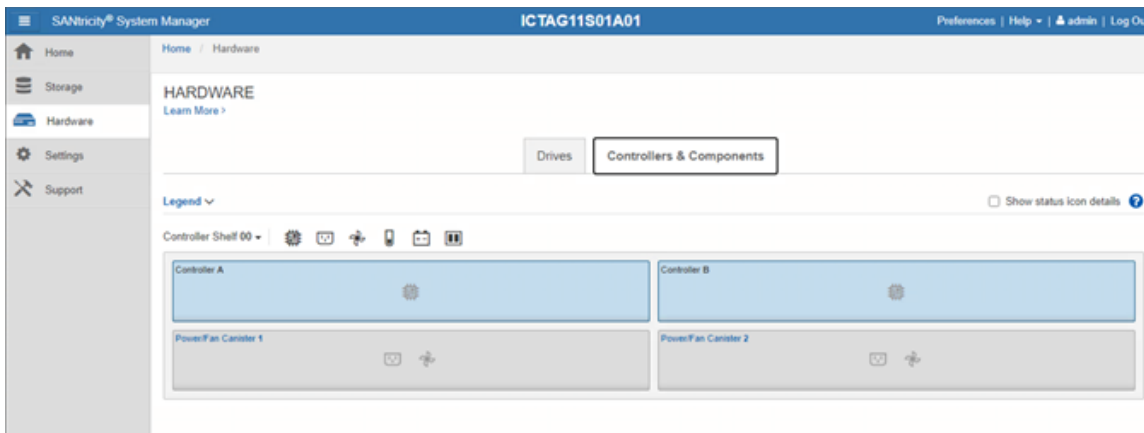 SANtricity® System Manager
ICTAG11S01A01
Preferences | Help | admin | Log Ou
Home
Storage
Hardware
Settings
Support
Home / Hardware
HARDWARE
Learn More >
Drives
Controllers & Components
Legend
Show status icon details ?
Controller Shelf 00
Controller A
Controller B
Power/Fan Canister 1
Power/Fan Canister 2